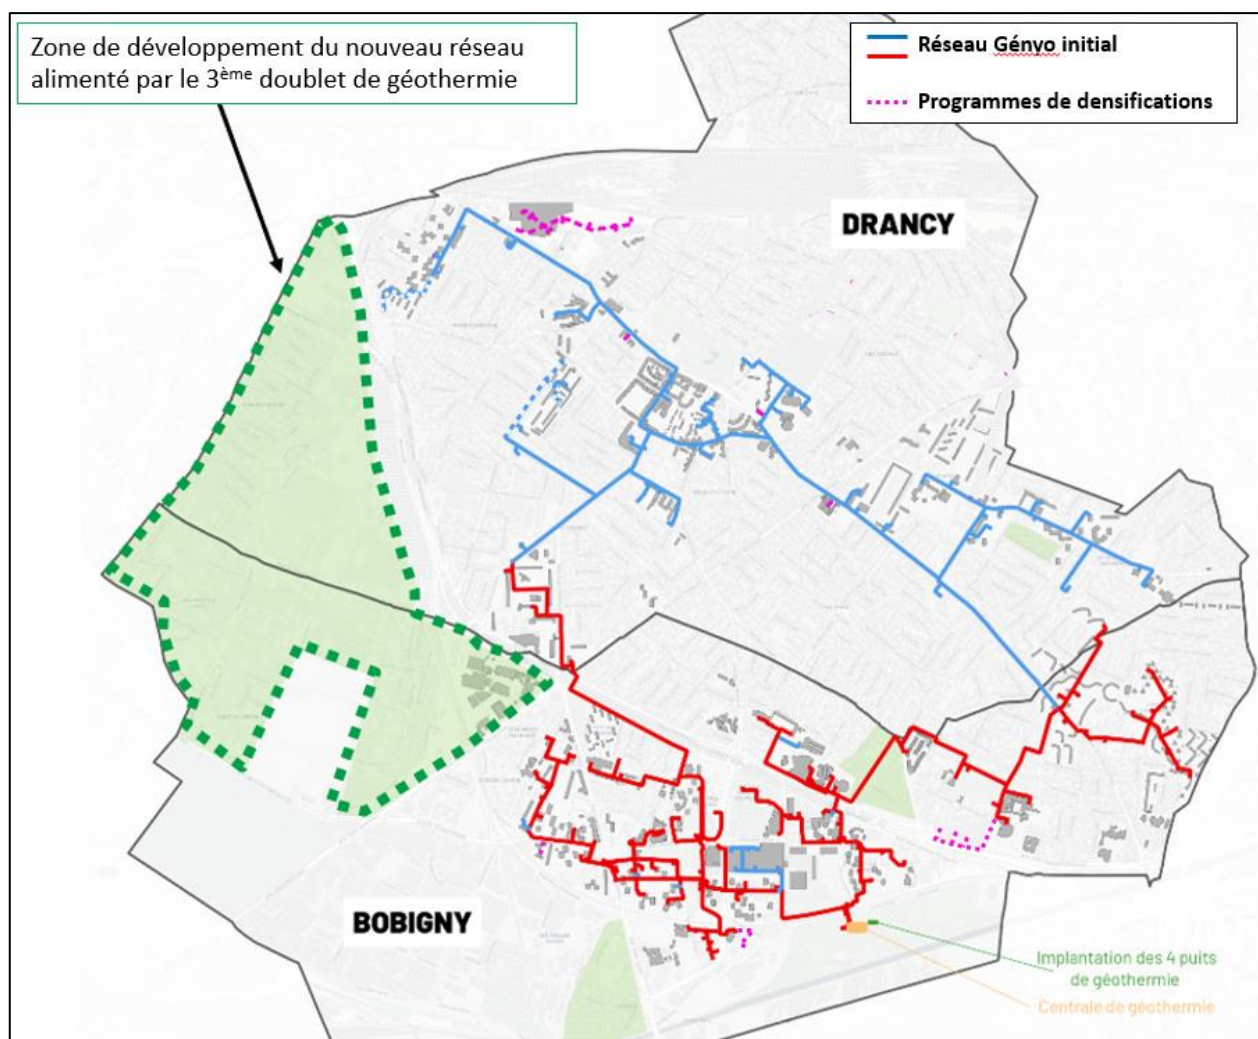 Zone de développement du nouveau réseau
alimenté par le 3ème doublet de géothermie
Réseau Gényo initial
Programmes de densifications
DRANCY
BOBIGNY
Implantation des 4 puits
de géothermie
Centrale de géothermie